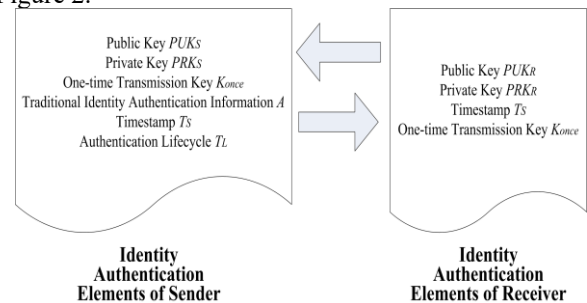 Figure 2.
Public Key PUKS
Private Key PRKS
One-time Transmission Key Konce
Traditional Identity Authentication Information A
Timestamp TS
Authentication Lifecycle TL
Identity
Authentication
Elements of Sender
Public Key PUKR
Private Key PRKR
Timestamp TS
One-time Transmission Key Konce
Identity
Authentication
Elements of Receiver